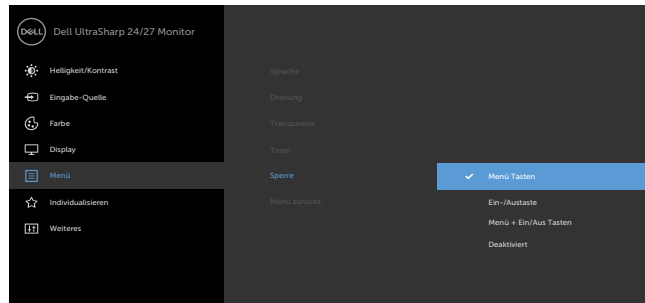 DELL Dell UltraSharp 24/27 Monitor
Helligkeit/Kontrast
Eingabe-Quelle
Farbe
Display
Menü
Individualisieren
Weiteres
Sprache
Drehung
Transparenz
Timer
Sperre
Menü zurücks.
Menü Tasten
Ein-/Austaste
Menü + Ein/Aus Tasten
Deaktiviert